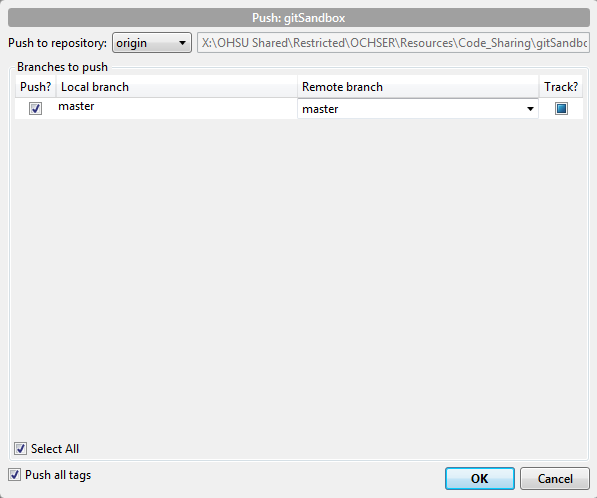 Push: gitSandbox
Push to repository: origin X:\OHSU Shared\Restricted\OCHSER\Resources\Code_Sharing\gitSandbo
Branches to push
Push? Local branch Remote branch Track?
master master
Select All
Push all tags
OK Cancel